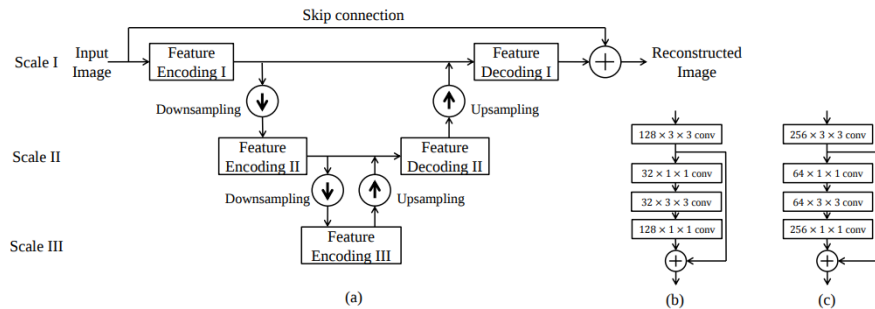 Skip connection
Scale I
Input
Image
Feature
Encoding I
Feature
Decoding I
Reconstructed
Image
Downsampling
Upsampling
Scale II
Feature
Encoding II
Feature
Decoding II
Downsampling
Upsampling
Scale III
Feature
Encoding III
(a)
128 × 3 × 3 conv
32 × 1 × 1 conv
32 × 3 × 3 conv
128 × 1 × 1 conv
(b)
256 × 3 × 3 conv
64 × 1 × 1 conv
64 × 3 × 3 conv
256 × 1 × 1 conv
(c)